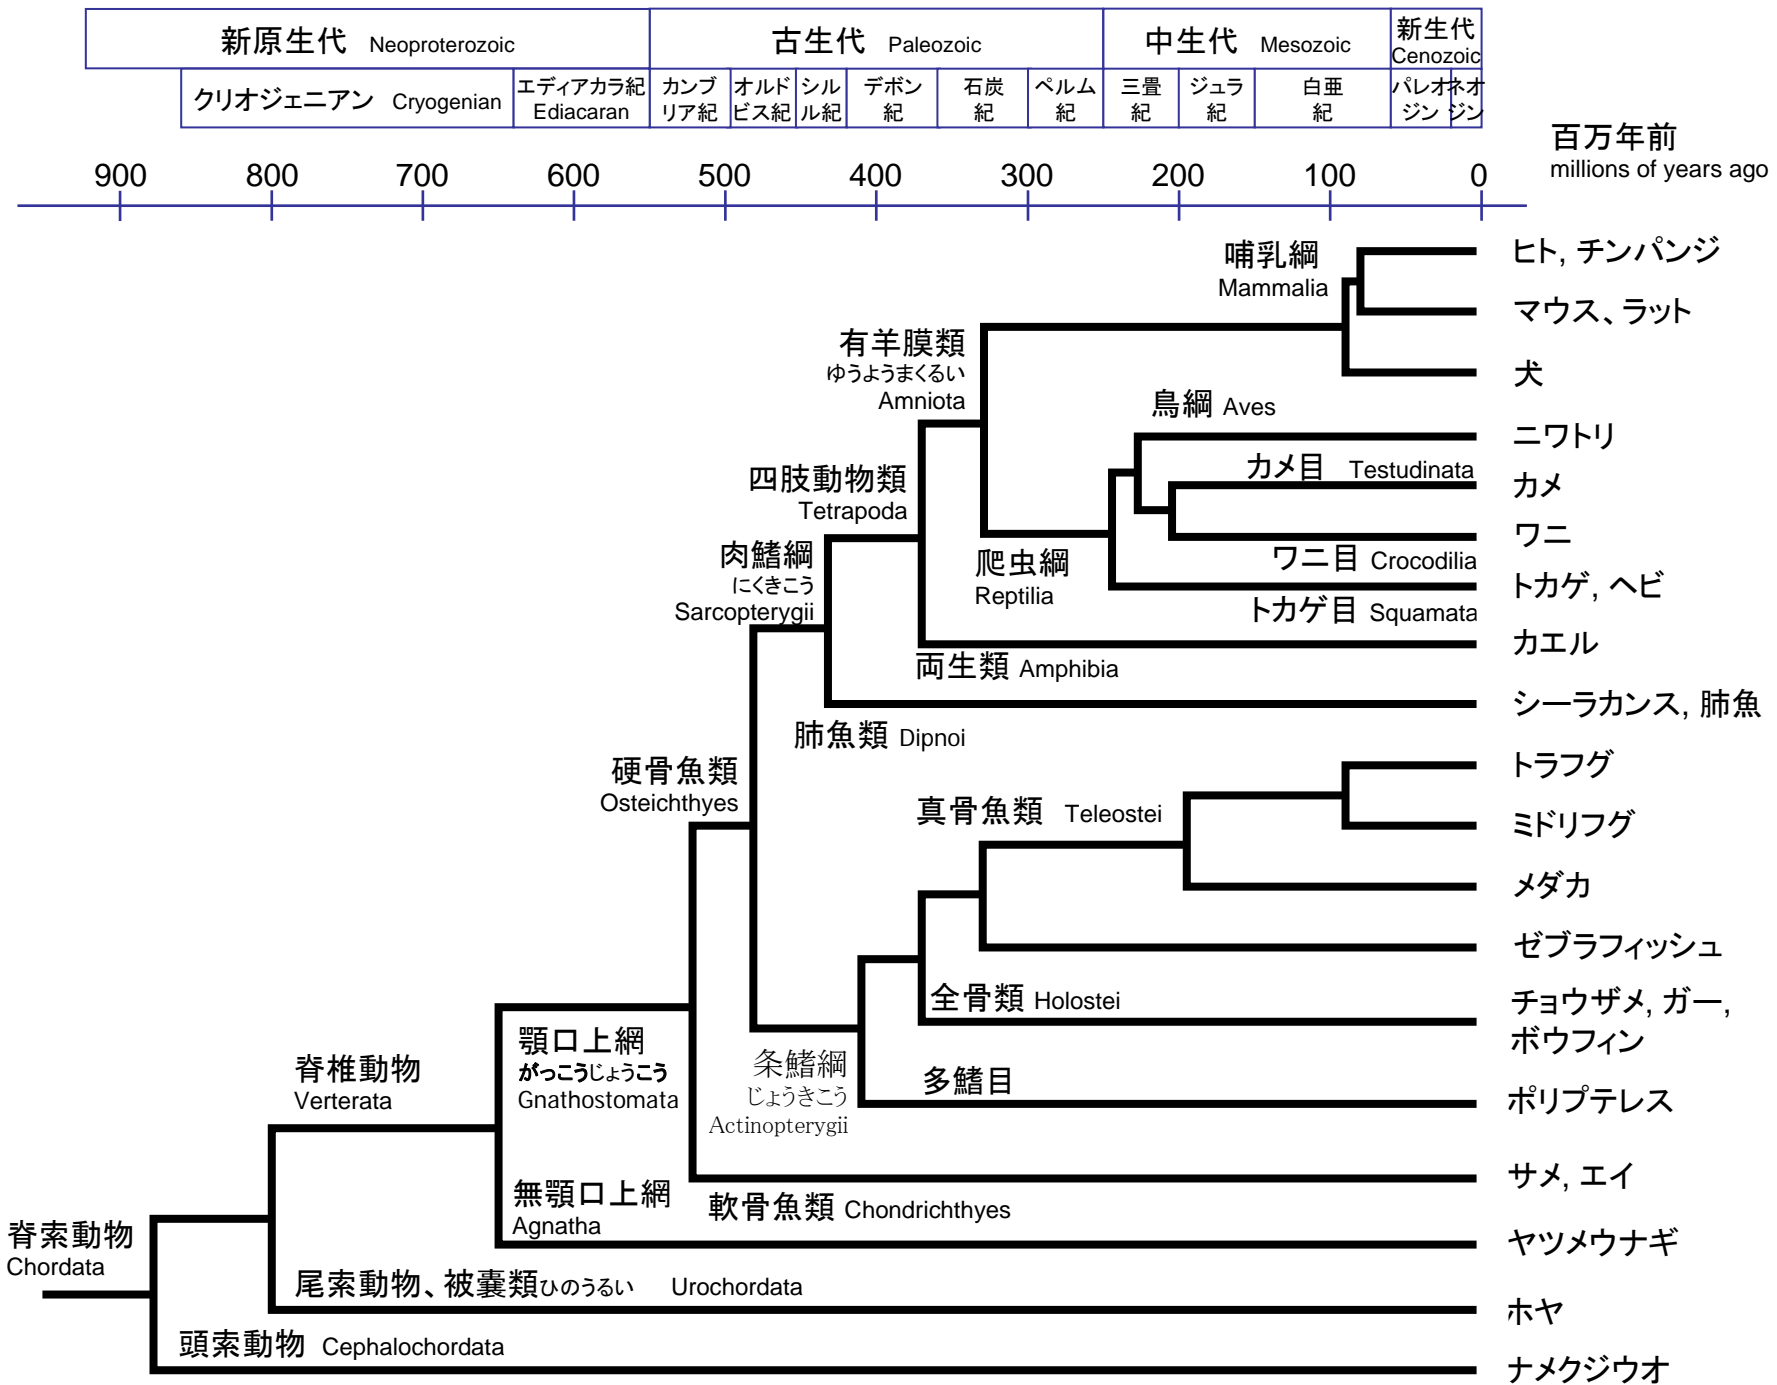 新原生代 Neoproterozoic
古生代 Paleozoic
中生代 Mesozoic
新生代
Cenozoic
クリオジェニアン Cryogenian
エディアカラ紀
Ediacaran
カンブ
リア紀
オルド
ビス紀
シル
ル紀
デボン
紀
石炭
紀
ペルム
紀
三畳
紀
ジュラ
紀
白亜
紀
パレオ
ジン
ネオ
ジン
百万年前
millions of years ago
900 800 700 600 500 400 300 200 100 0
哺乳綱
Mammalia
ヒト, チンパンジ
マウス、ラット
犬
有羊膜類
ゆうようまくるい
Amniota
鳥綱 Aves
ニワトリ
カメ目 Testudinata
カメ
四肢動物類
Tetrapoda
ワニ
ワニ目 Crocodilia
肉鰭綱
にくきこう
Sarcopterygii
爬虫綱
Reptilia
トカゲ, ヘビ
トカゲ目 Squamata
カエル
両生類 Amphibia
シーラカンス, 肺魚
肺魚類 Dipnoi
硬骨魚類
Osteichthyes
トラフグ
真骨魚類 Teleostei
ミドリフグ
メダカ
ゼブラフィッシュ
全骨類 Holostei
チョウザメ, ガー,
ボウフィン
顎口上網
がっこうじょうこう
Gnathostomata
条鰭綱
じょうきこう
Actinopterygii
多鰭目
ポリプテレス
脊椎動物
Verterata
サメ, エイ
無顎口上網
Agnatha
軟骨魚類 Chondrichthyes
ヤツメウナギ
脊索動物
Chordata
尾索動物、被嚢類ひのうるい Urochordata
ホヤ
頭索動物 Cephalochordata
ナメクジウオ